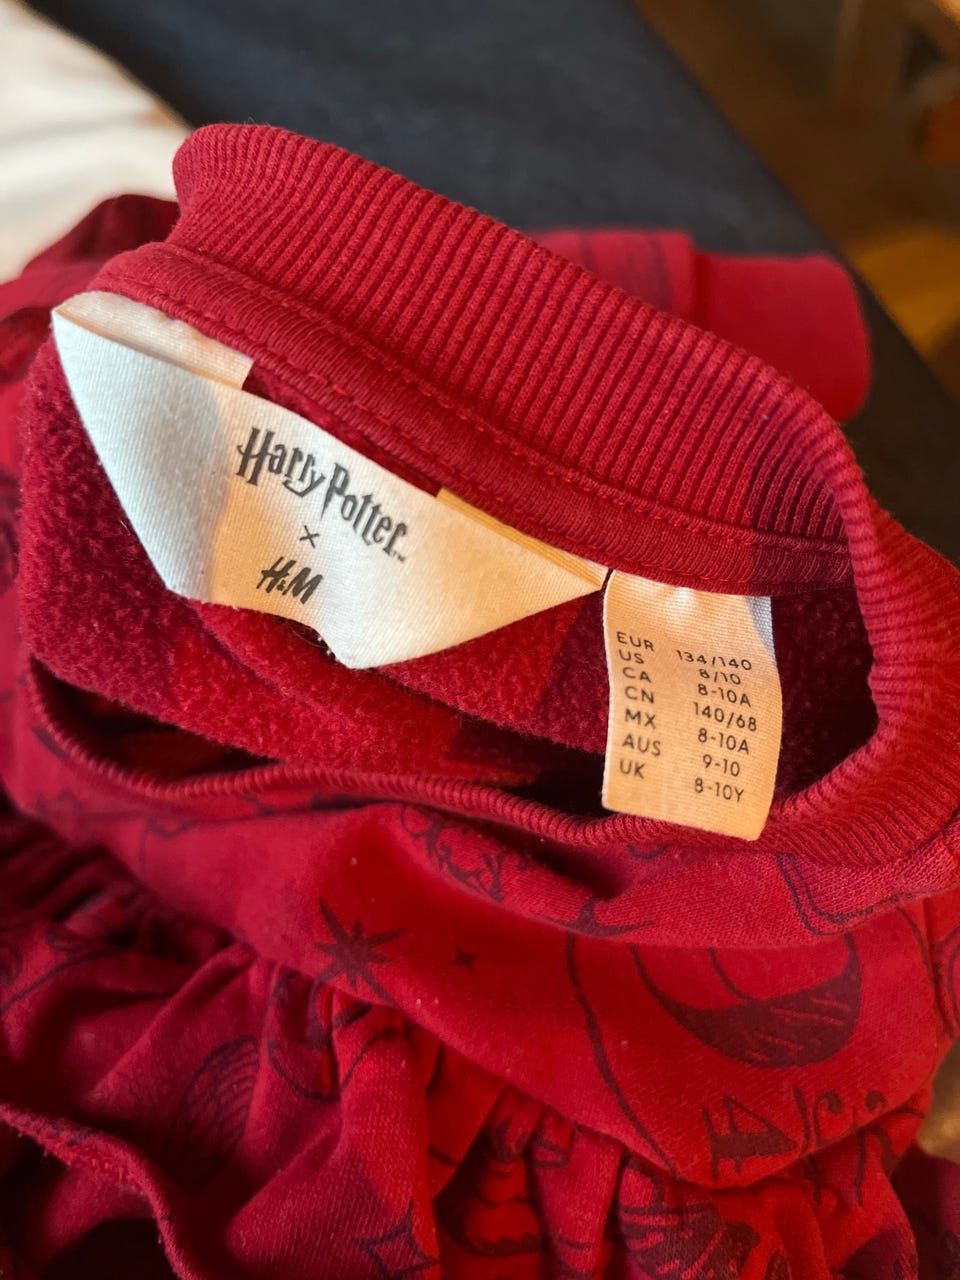 Harry Potter™
×
H&M
EUR 134/140
US 8/10
CA 8-10A
CN 140/68
MX 8-10A
AUS 9-10
UK 8-10Y